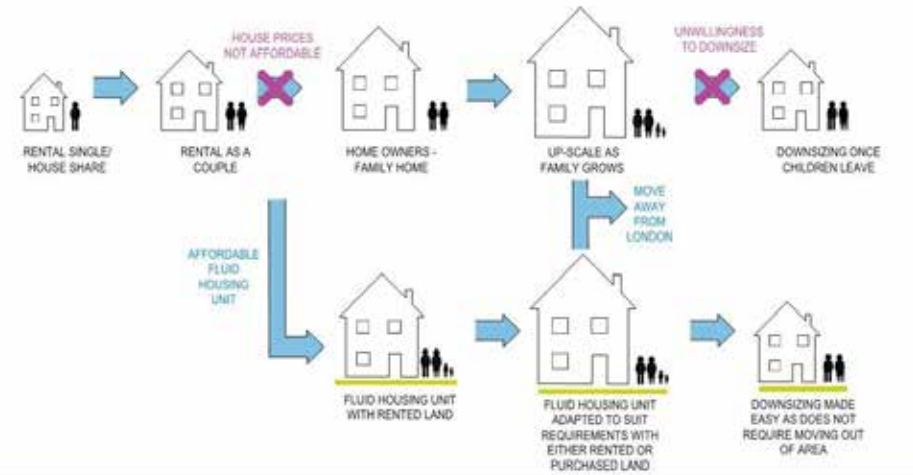 HOUSE PRICES
NOT AFFORDABLE
UNWILLINGNESS
TO DOWNSIZE
RENTAL SINGLE/
HOUSE SHARE
RENTAL AS A
COUPLE
HOME OWNERS -
FAMILY HOME
UP-SCALE AS
FAMILY GROWS
DOWNSIZING ONCE
CHILDREN LEAVE
MOVE
AWAY
FROM
LONDON
AFFORDABLE
FLUID
HOUSING
UNIT
FLUID HOUSING UNIT
WITH RENTED LAND
FLUID HOUSING UNIT
ADAPTED TO SUIT
REQUIREMENTS WITH
EITHER RENTED OR
PURCHASED LAND
DOWNSIZING MADE
EASY AS DOES NOT
REQUIRE MOVING OUT
OF AREA